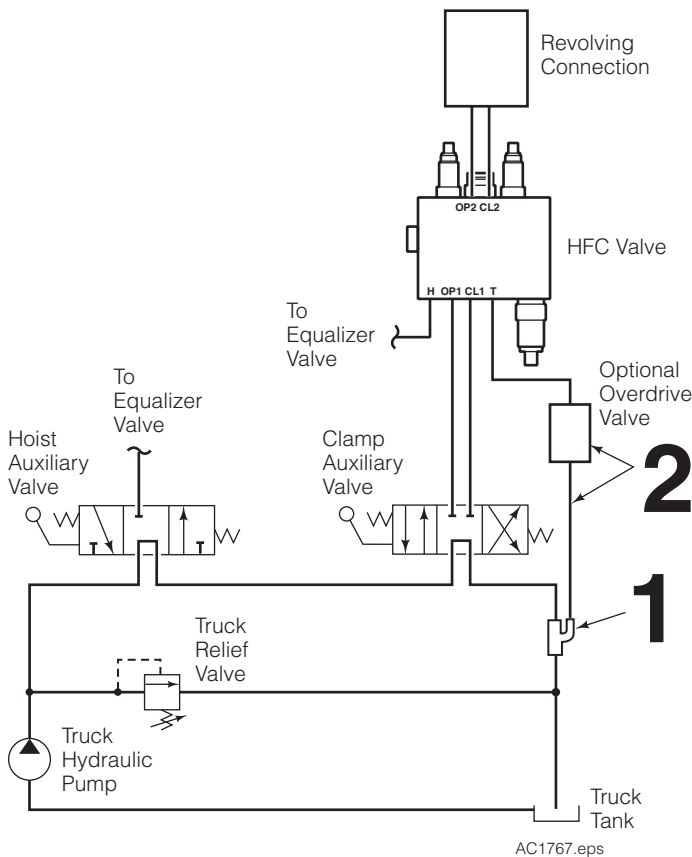 Revolving
Connection
OP2 CL2
HFC Valve
H OP1 CL1 T
To
Equalizer
Valve
Optional
Overdrive
Valve
To
Equalizer
Valve
Hoist
Auxiliary
Valve
Clamp
Auxiliary
Valve
2
1
Truck
Relief
Valve
Truck
Hydraulic
Pump
Truck
Tank
AC1767.eps